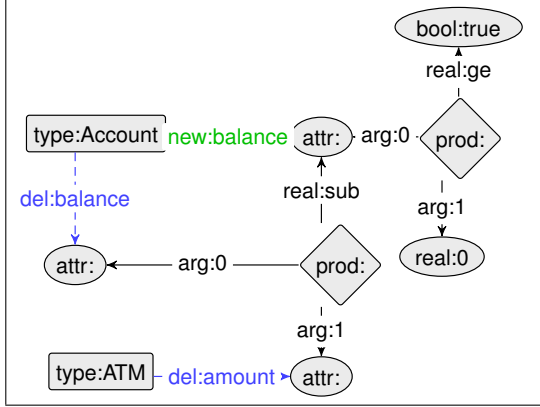 bool:true
real:ge
type:Account new:balance attr: arg:0 prod:
del:balance
real:sub
arg:1
attr: arg:0 prod: real:0
arg:1
type:ATM del:amount attr: